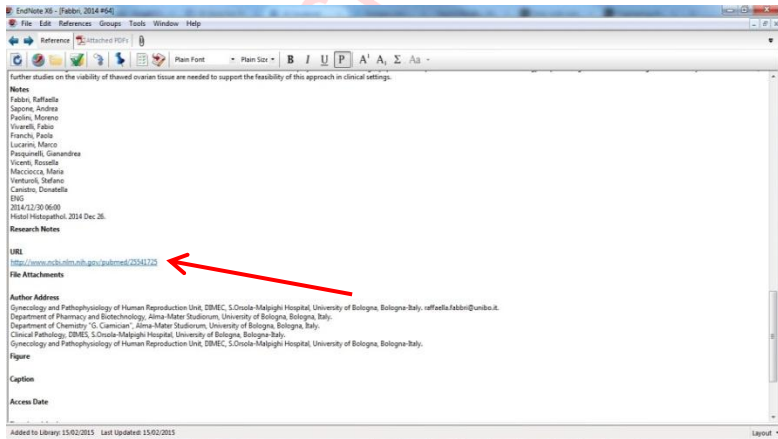 EndNote X6 - [Fabbri, 2014 #64]
File Edit References Groups Tools Window Help
Reference Attached PDFs
Plain Font Plain Size B I U P A¹ A₁ Σ Aa
further studies on the viability of thawed ovarian tissue are needed to support the feasibility of this approach in clinical settings.
Notes
Fabbri, Raffaella
Sapone, Andrea
Paolini, Moreno
Vivarelli, Fabio
Franchi, Paola
Lucarini, Marco
Pasquinelli, Gianandrea
Vicenti, Rossella
Macciocca, Maria
Venturoli, Stefano
Canistro, Donatella
ENG
2014/12/30 06:00
Histol Histopathol. 2014 Dec 26.
Research Notes
URL
http://www.ncbi.nlm.nih.gov/pubmed/25541725
File Attachments
Author Address
Gynecology and Pathophysiology of Human Reproduction Unit, DIMEC, S.Orsola-Malpighi Hospital, University of Bologna, Bologna-Italy. raffaella.fabbri@unibo.it.
Department of Pharmacy and Biotechnology, Alma-Mater Studiorum, University of Bologna, Bologna, Italy.
Department of Chemistry "G. Ciamician", Alma-Mater Studiorum, University of Bologna, Bologna, Italy.
Clinical Pathology, DIMES, S.Orsola-Malpighi Hospital, University of Bologna, Bologna-Italy.
Gynecology and Pathophysiology of Human Reproduction Unit, DIMEC, S.Orsola-Malpighi Hospital, University of Bologna, Bologna-Italy.
Figure
Caption
Access Date
Added to Library: 15/02/2015 Last Updated: 15/02/2015
Layout